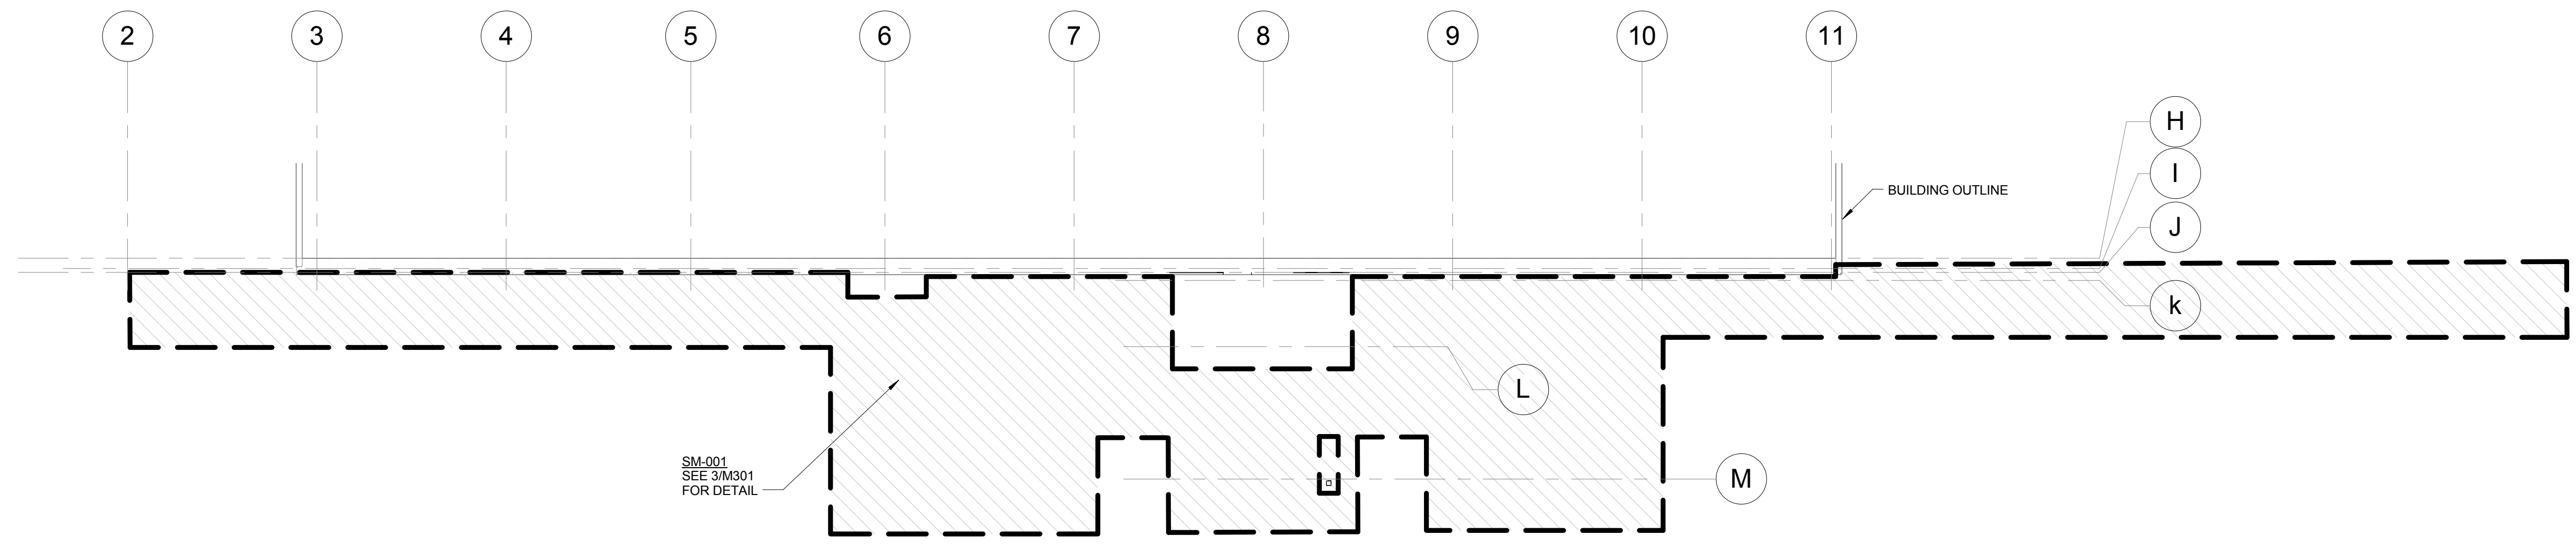 2
3
4
5
6
7
8
9
10
11
H
I
BUILDING OUTLINE
J
k
L
SM-001
SEE 3/M301
FOR DETAIL
M